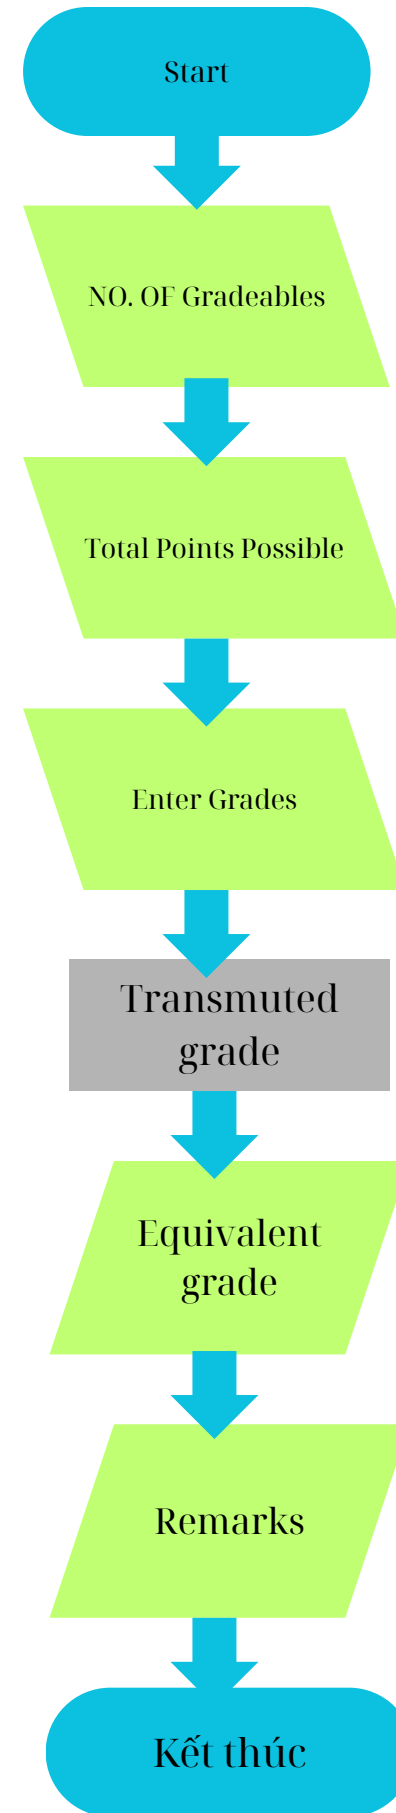 Start
NO. OF Gradeables
Total Points Possible
Enter Grades
Transmuted
grade
Equivalent
grade
Remarks
Kết thúc